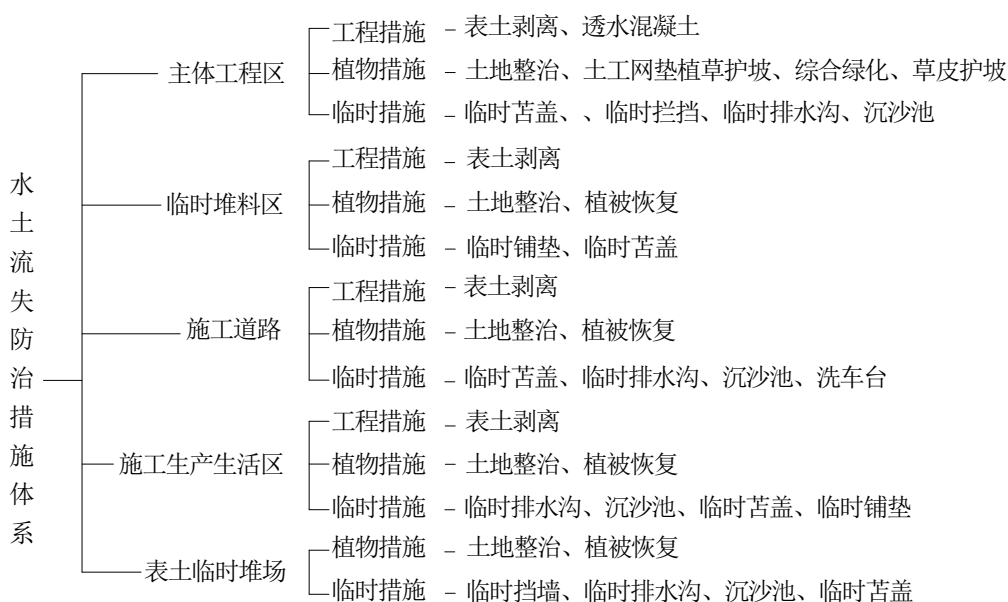 水土流失防治措施体系
主体工程区
工程措施 – 表土剥离、透水混凝土
植物措施 – 土地整治、土工网垫植草护坡、综合绿化、草皮护坡
临时措施 – 临时苫盖、、临时拦挡、临时排水沟、沉沙池
临时堆料区
工程措施 – 表土剥离
植物措施 – 土地整治、植被恢复
临时措施 – 临时铺垫、临时苫盖
施工道路
工程措施 – 表土剥离
植物措施 – 土地整治、植被恢复
临时措施 – 临时苫盖、临时排水沟、沉沙池、洗车台
施工生产生活区
工程措施 – 表土剥离
植物措施 – 土地整治、植被恢复
临时措施 – 临时排水沟、沉沙池、临时苫盖、临时铺垫
表土临时堆场
植物措施 – 土地整治、植被恢复
临时措施 – 临时挡墙、临时排水沟、沉沙池、临时苫盖